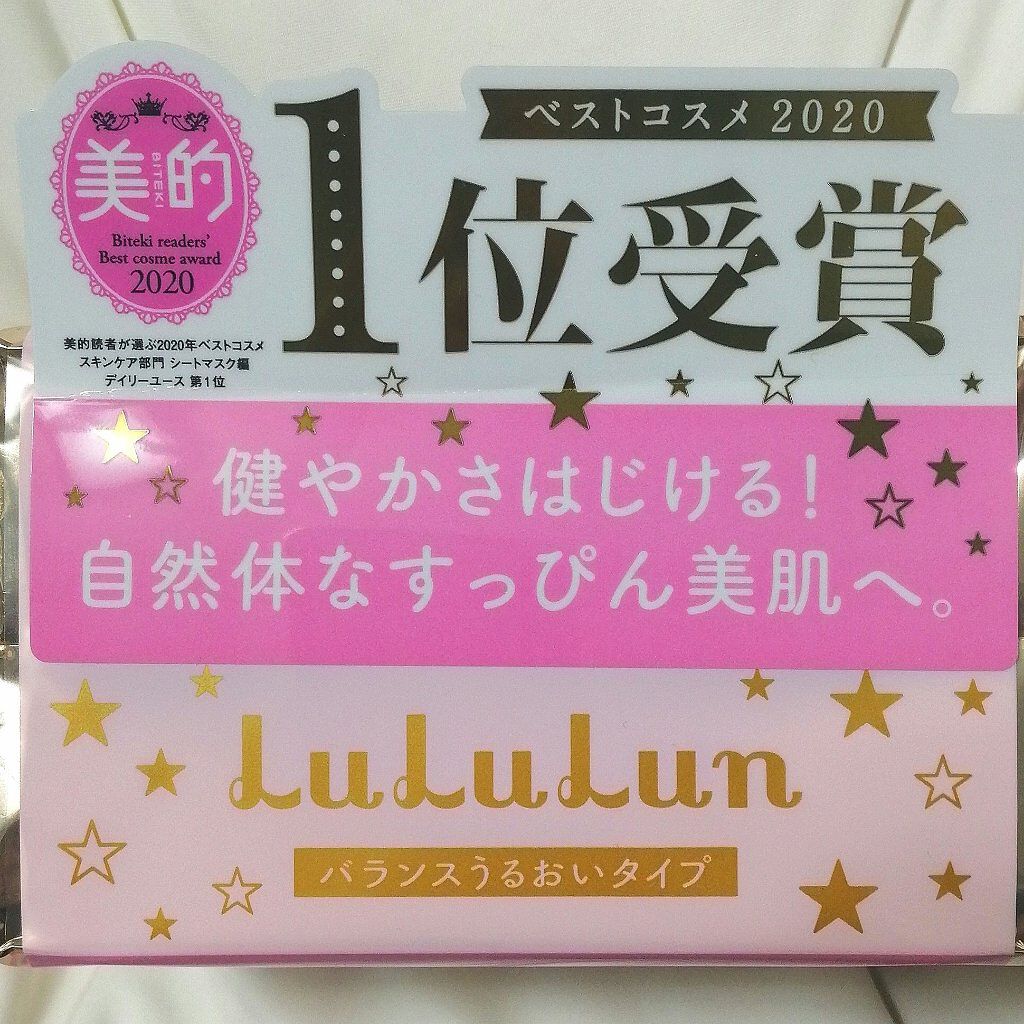 美的
BITEKI
Biteki readers'
Best cosme award
2020
美的読者が選ぶ2020年ベストコスメ
スキンケア部門 シートマスク編
デイリーユース 第1位
ベストコスメ 2020
1位受賞
健やかさはじける!
自然体なすっぴん美肌へ。
LuLuLun
バランスうるおいタイプ